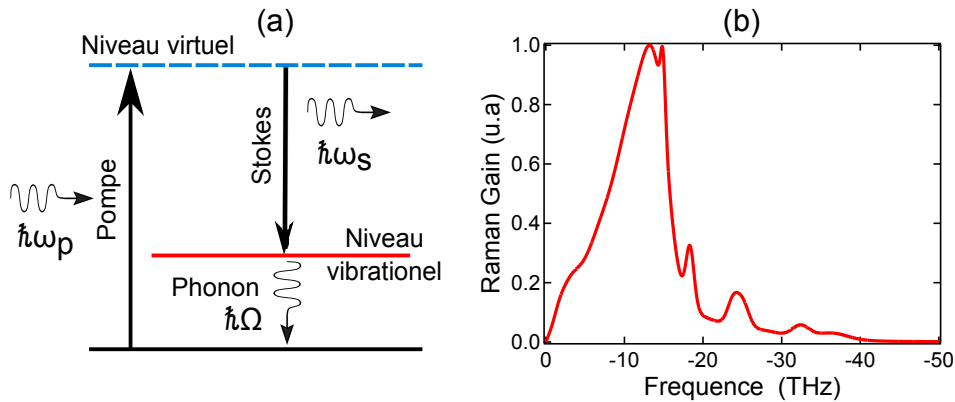 (a)
Niveau virtuel
Pompe
Stokes
ħωp
ħωs
Niveau
vibrationel
Phonon
ħΩ
(b)
Raman Gain (u.a)
1.0
0.8
0.6
0.4
0.2
0.0
0
-10
-20
-30
-40
-50
Frequence (THz)